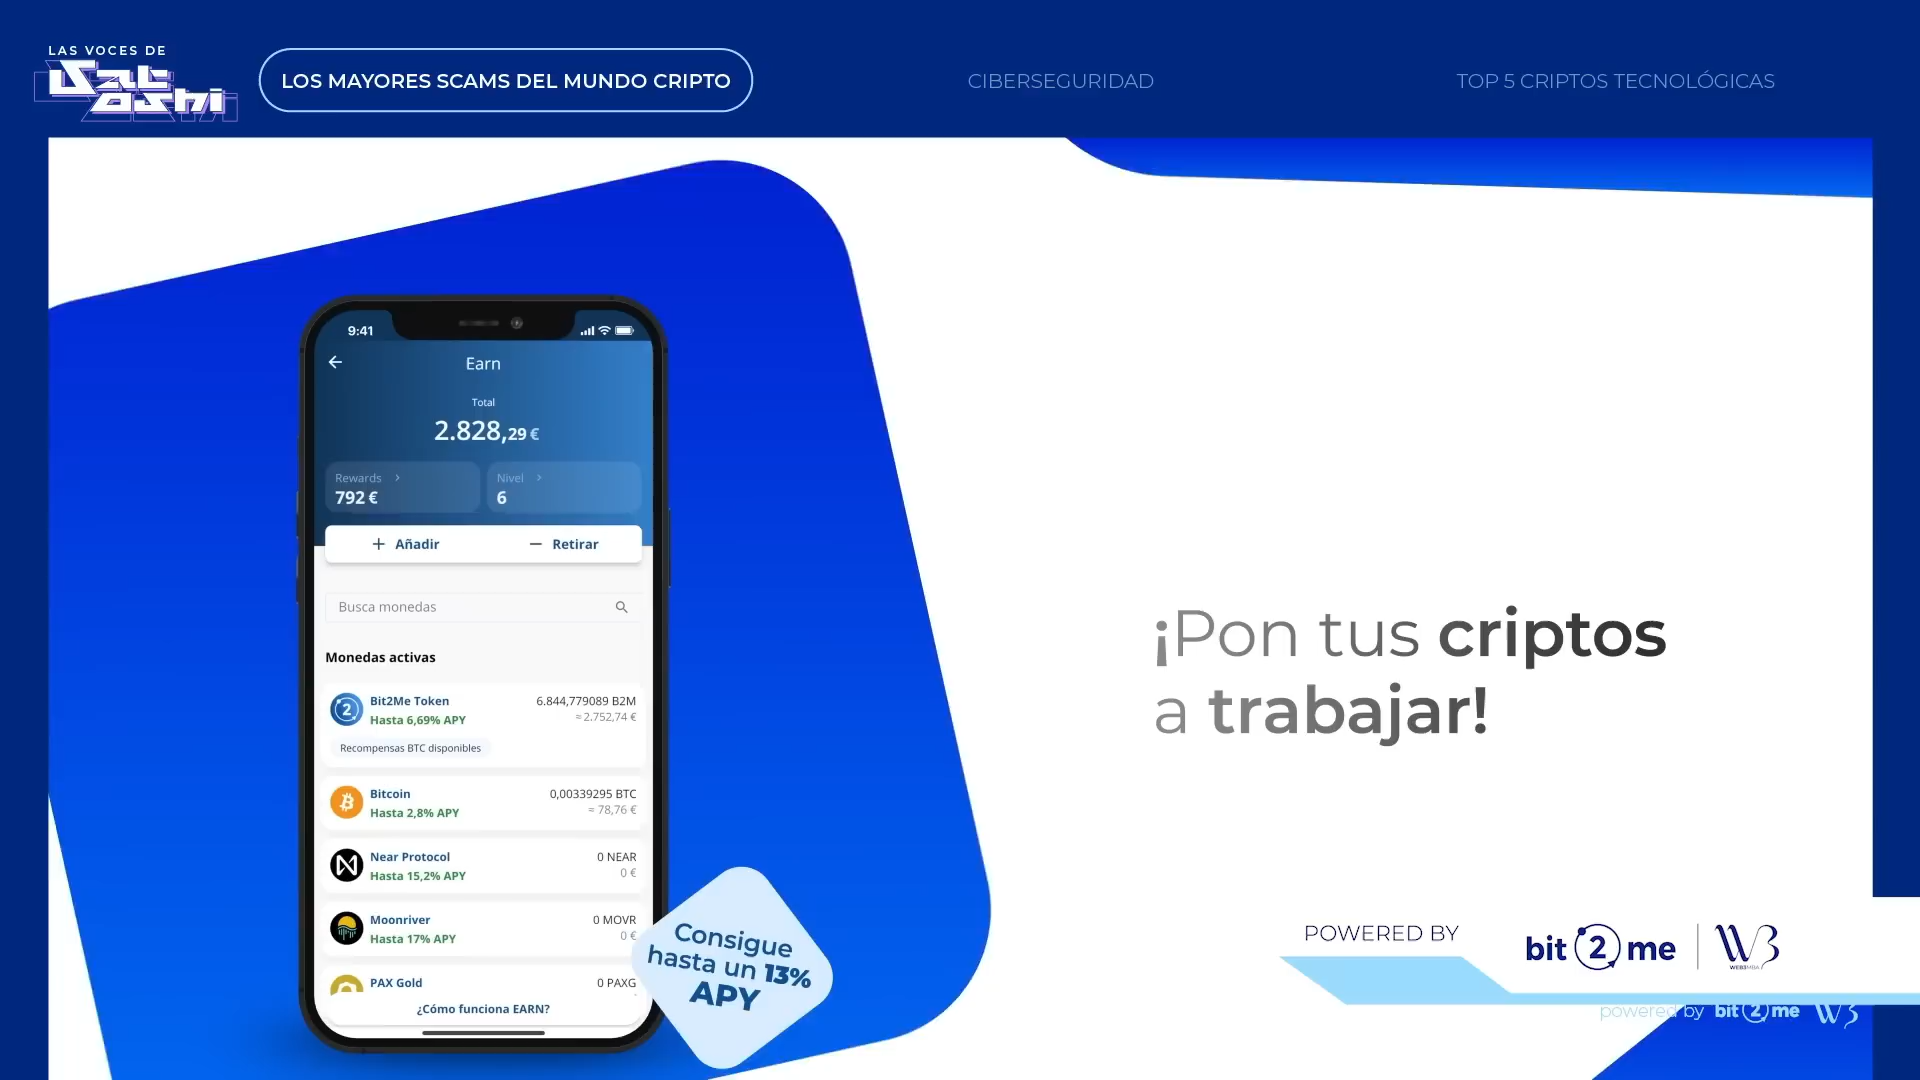 LAS VOCES DE
Satoshi
LOS MAYORES SCAMS DEL MUNDO CRIPTO
CIBERSEGURIDAD
TOP 5 CRIPTOS TECNOLÓGICAS
9:41
Earn
Total
2.828,29 €
Rewards >
792 €
Nivel >
6
+ Añadir
− Retirar
Busca monedas
Monedas activas
Bit2Me Token
6.844,779089 B2M
Hasta 6,69% APY
≈ 2.752,74 €
Recompensas BTC disponibles
Bitcoin
0,00339295 BTC
Hasta 2,8% APY
≈ 78,76 €
Near Protocol
0 NEAR
Hasta 15,2% APY
0 €
Moonriver
0 MOVR
Hasta 17% APY
0 €
PAX Gold
0 PAXG
¿Cómo funciona EARN?
Consigue
hasta un 13%
APY
¡Pon tus criptos
a trabajar!
POWERED BY
bit2me
W3
WEB3MBA
powered by bit2me W3